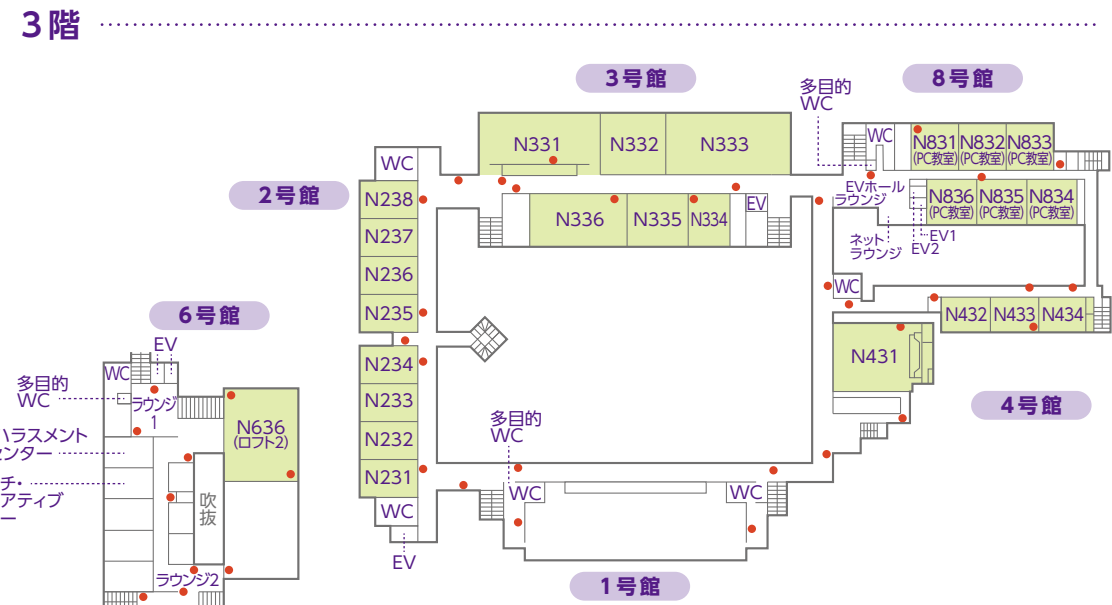 3階
3号館
8号館
多目的
WC
N331
N332
N333
WC
N831
(PC教室)
N832
(PC教室)
N833
(PC教室)
WC
2号館
N238
N237
N236
N235
N234
N233
N232
N231
WC
EV
N336
N335
N334
EV
EVホール
ラウンジ
N836
(PC教室)
N835
(PC教室)
N834
(PC教室)
ネット
ラウンジ
EV1
EV2
WC
N432
N433
N434
N431
4号館
6号館
EV
WC
多目的
WC
ラウンジ
1
N636
(ロフト2)
ハラスメント
センター
チ・
アティブ
ー
吹
抜
ラウンジ2
多目的
WC
WC
WC
1号館